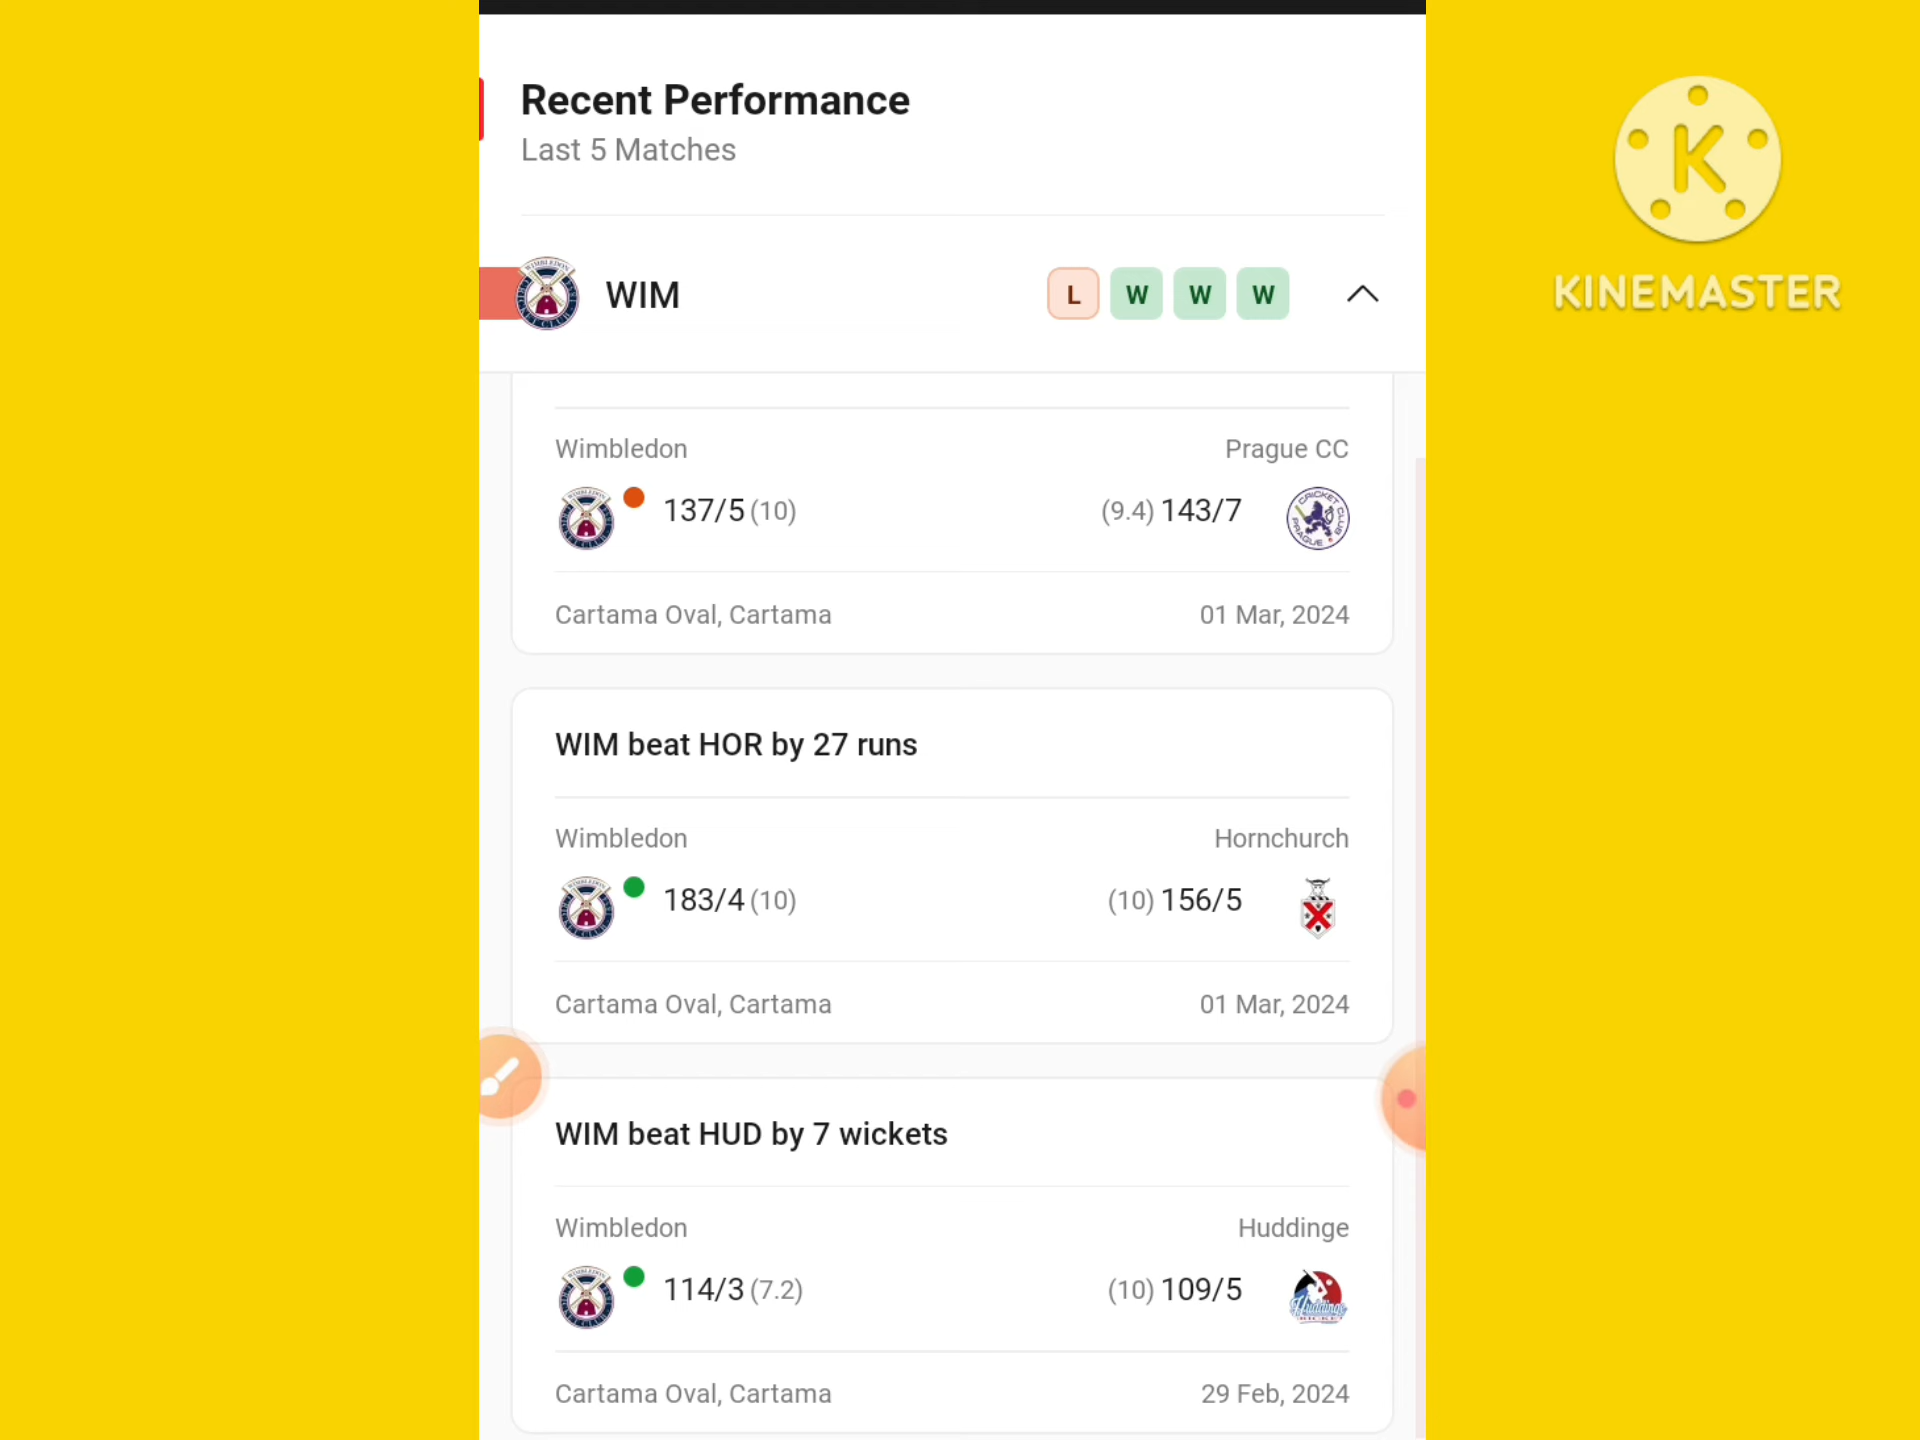 Recent Performance
Last 5 Matches
K
KINEMASTER
WIM L W W W
Wimbledon Prague CC
137/5 (10) (9.4) 143/7
Cartama Oval, Cartama 01 Mar, 2024
WIM beat HOR by 27 runs
Wimbledon Hornchurch
183/4 (10) (10) 156/5
Cartama Oval, Cartama 01 Mar, 2024
WIM beat HUD by 7 wickets
Wimbledon Huddinge
114/3 (7.2) (10) 109/5
Cartama Oval, Cartama 29 Feb, 2024